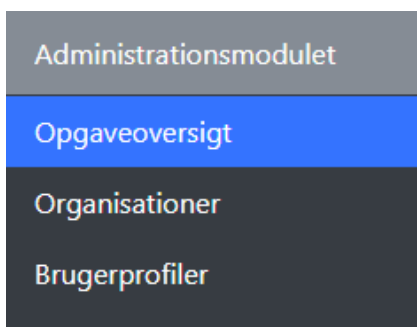 Administrationsmodulet
Opgaveoversigt
Organisationer
Brugerprofiler